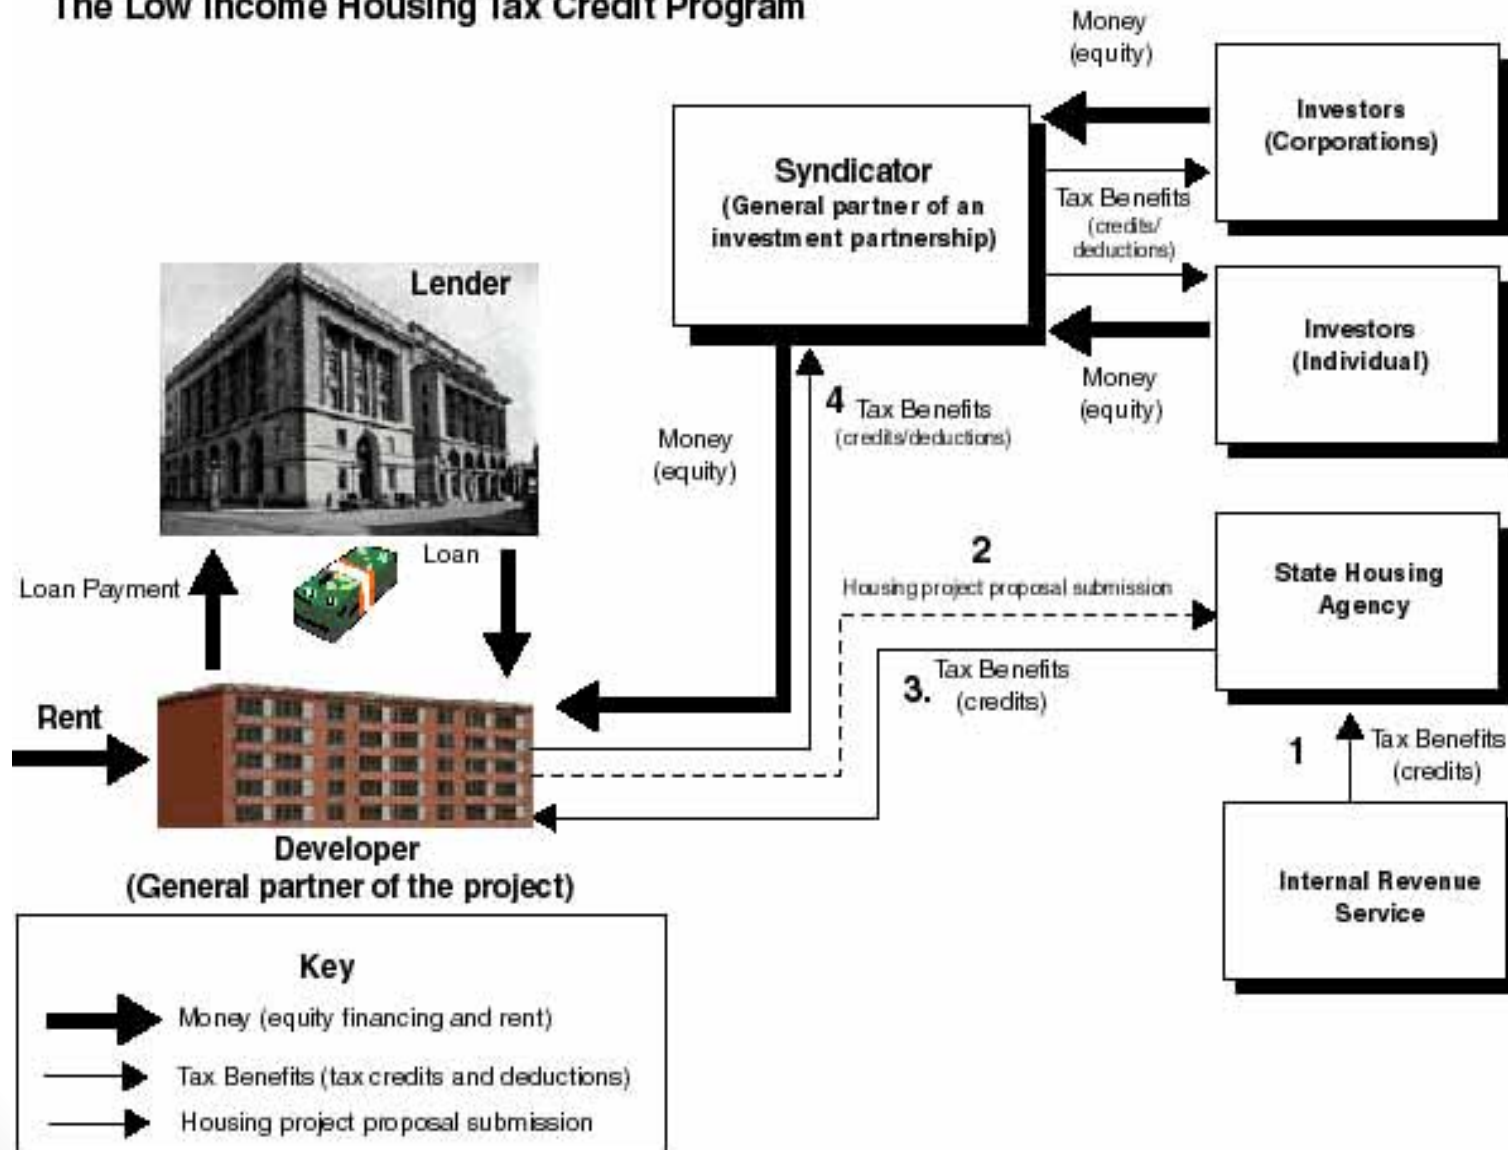 The Low Income Housing Tax Credit Program
Money
(equity)
Investors
(Corporations)
Syndicator
(General partner of an
investment partnership)
Tax Benefits
(credits/
deductions)
Investors
(Individual)
Money
(equity)
Lender
4 Tax Benefits
(credits/deductions)
Money
(equity)
Loan
Loan Payment
2
Housing project proposal submission
State Housing
Agency
3. Tax Benefits
(credits)
Rent
1
Tax Benefits
(credits)
Developer
(General partner of the project)
Internal Revenue
Service
Key
Money (equity financing and rent)
Tax Benefits (tax credits and deductions)
Housing project proposal submission